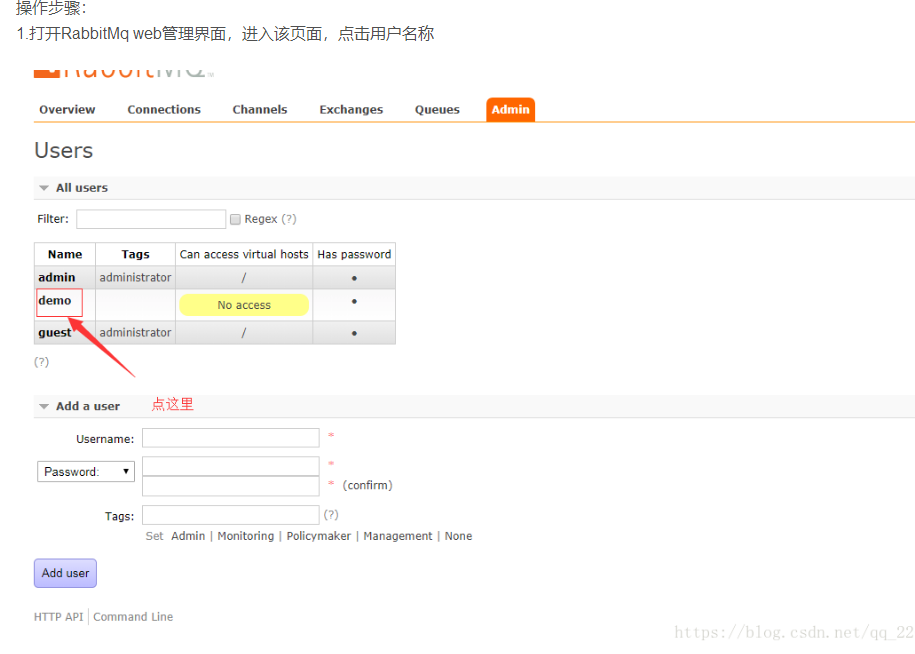 操作步骤：
1.打开RabbitMq web管理界面，进入该页面，点击用户名称
RabbitMQ
Overview Connections Channels Exchanges Queues Admin
Users
All users
Filter: Regex (?)
Name Tags Can access virtual hosts Has password
admin administrator / •
demo No access •
guest administrator / •
(?)
Add a user 点这里
Username: *
Password: *
* (confirm)
Tags: (?)
Set Admin | Monitoring | Policymaker | Management | None
Add user
HTTP API Command Line
https://blog.csdn.net/qq_22